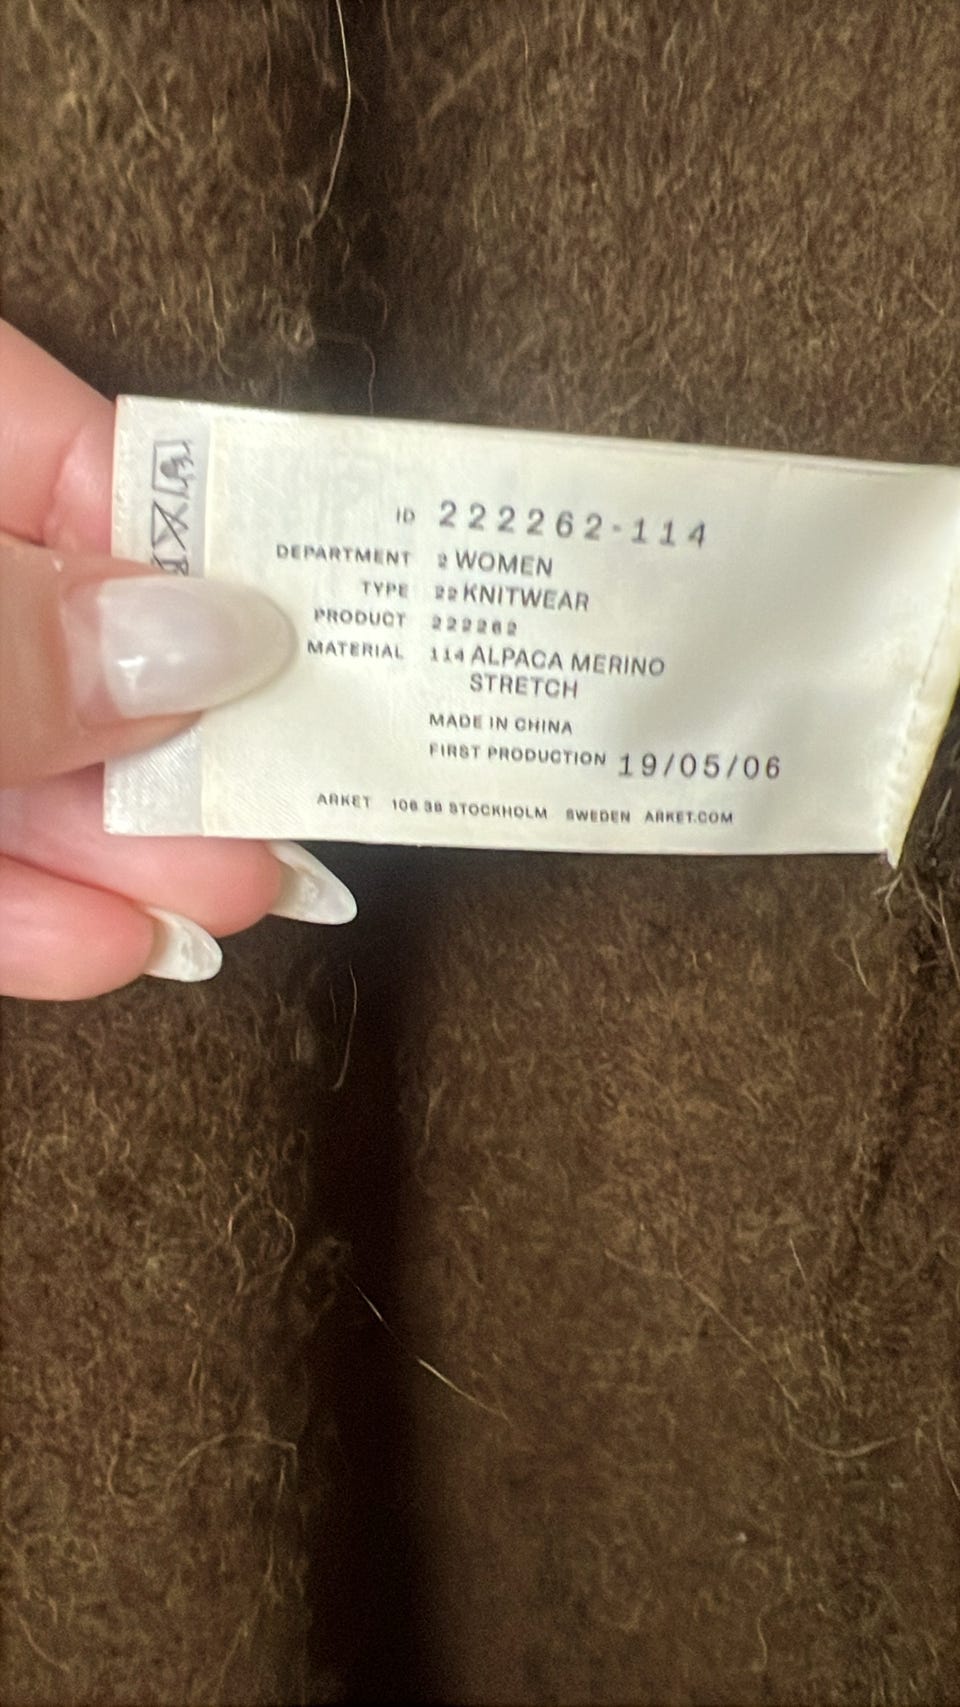 ID 222262-114
DEPARTMENT 2 WOMEN
TYPE 22 KNITWEAR
PRODUCT 222262
MATERIAL 114 ALPACA MERINO
STRETCH
MADE IN CHINA
FIRST PRODUCTION 19/05/06
ARKET 106 38 STOCKHOLM SWEDEN ARKET.COM